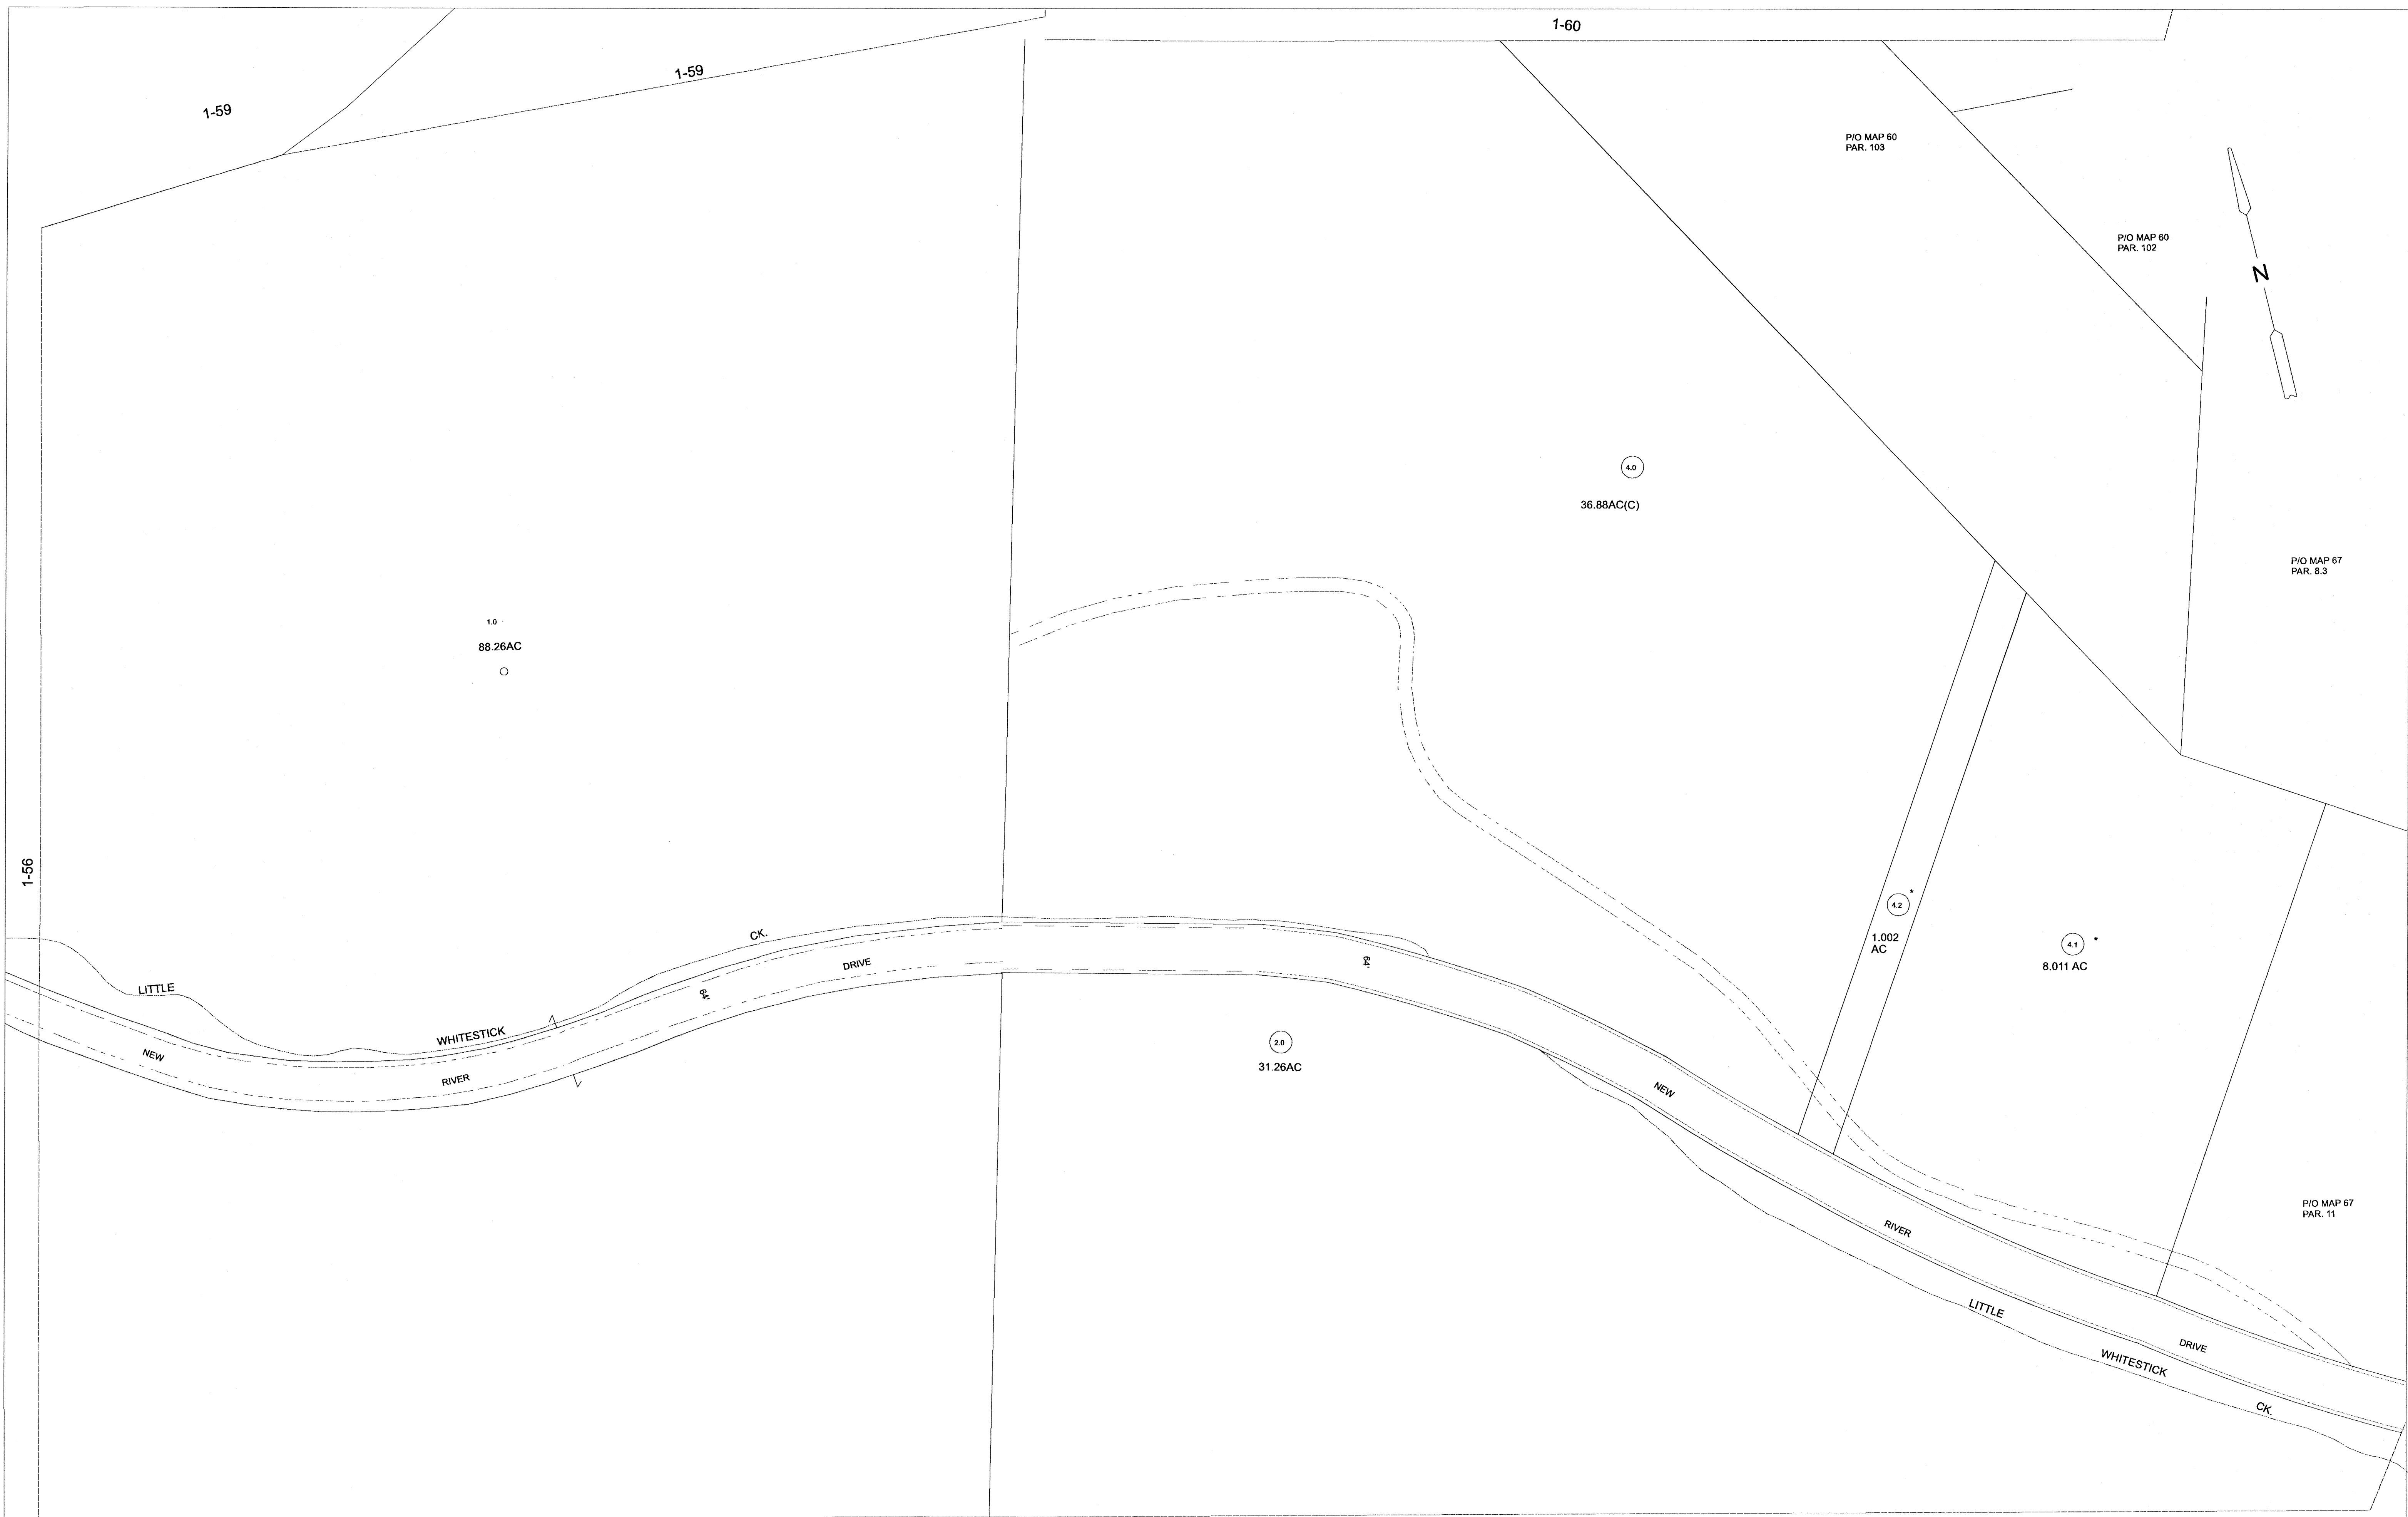 1-60
1-59
1-59
P/O MAP 60
PAR. 103
P/O MAP 60
PAR. 102
N
4.0
36.88AC(C)
P/O MAP 67
PAR. 8.3
1.0
88.26AC
1-56
4.2 *
1.002
AC
4.1 *
8.011 AC
CK.
DRIVE
64'
64'
LITTLE
WHITESTICK
NEW
RIVER
2.0
31.26AC
NEW
RIVER
P/O MAP 67
PAR. 11
LITTLE
DRIVE
WHITESTICK
CK.